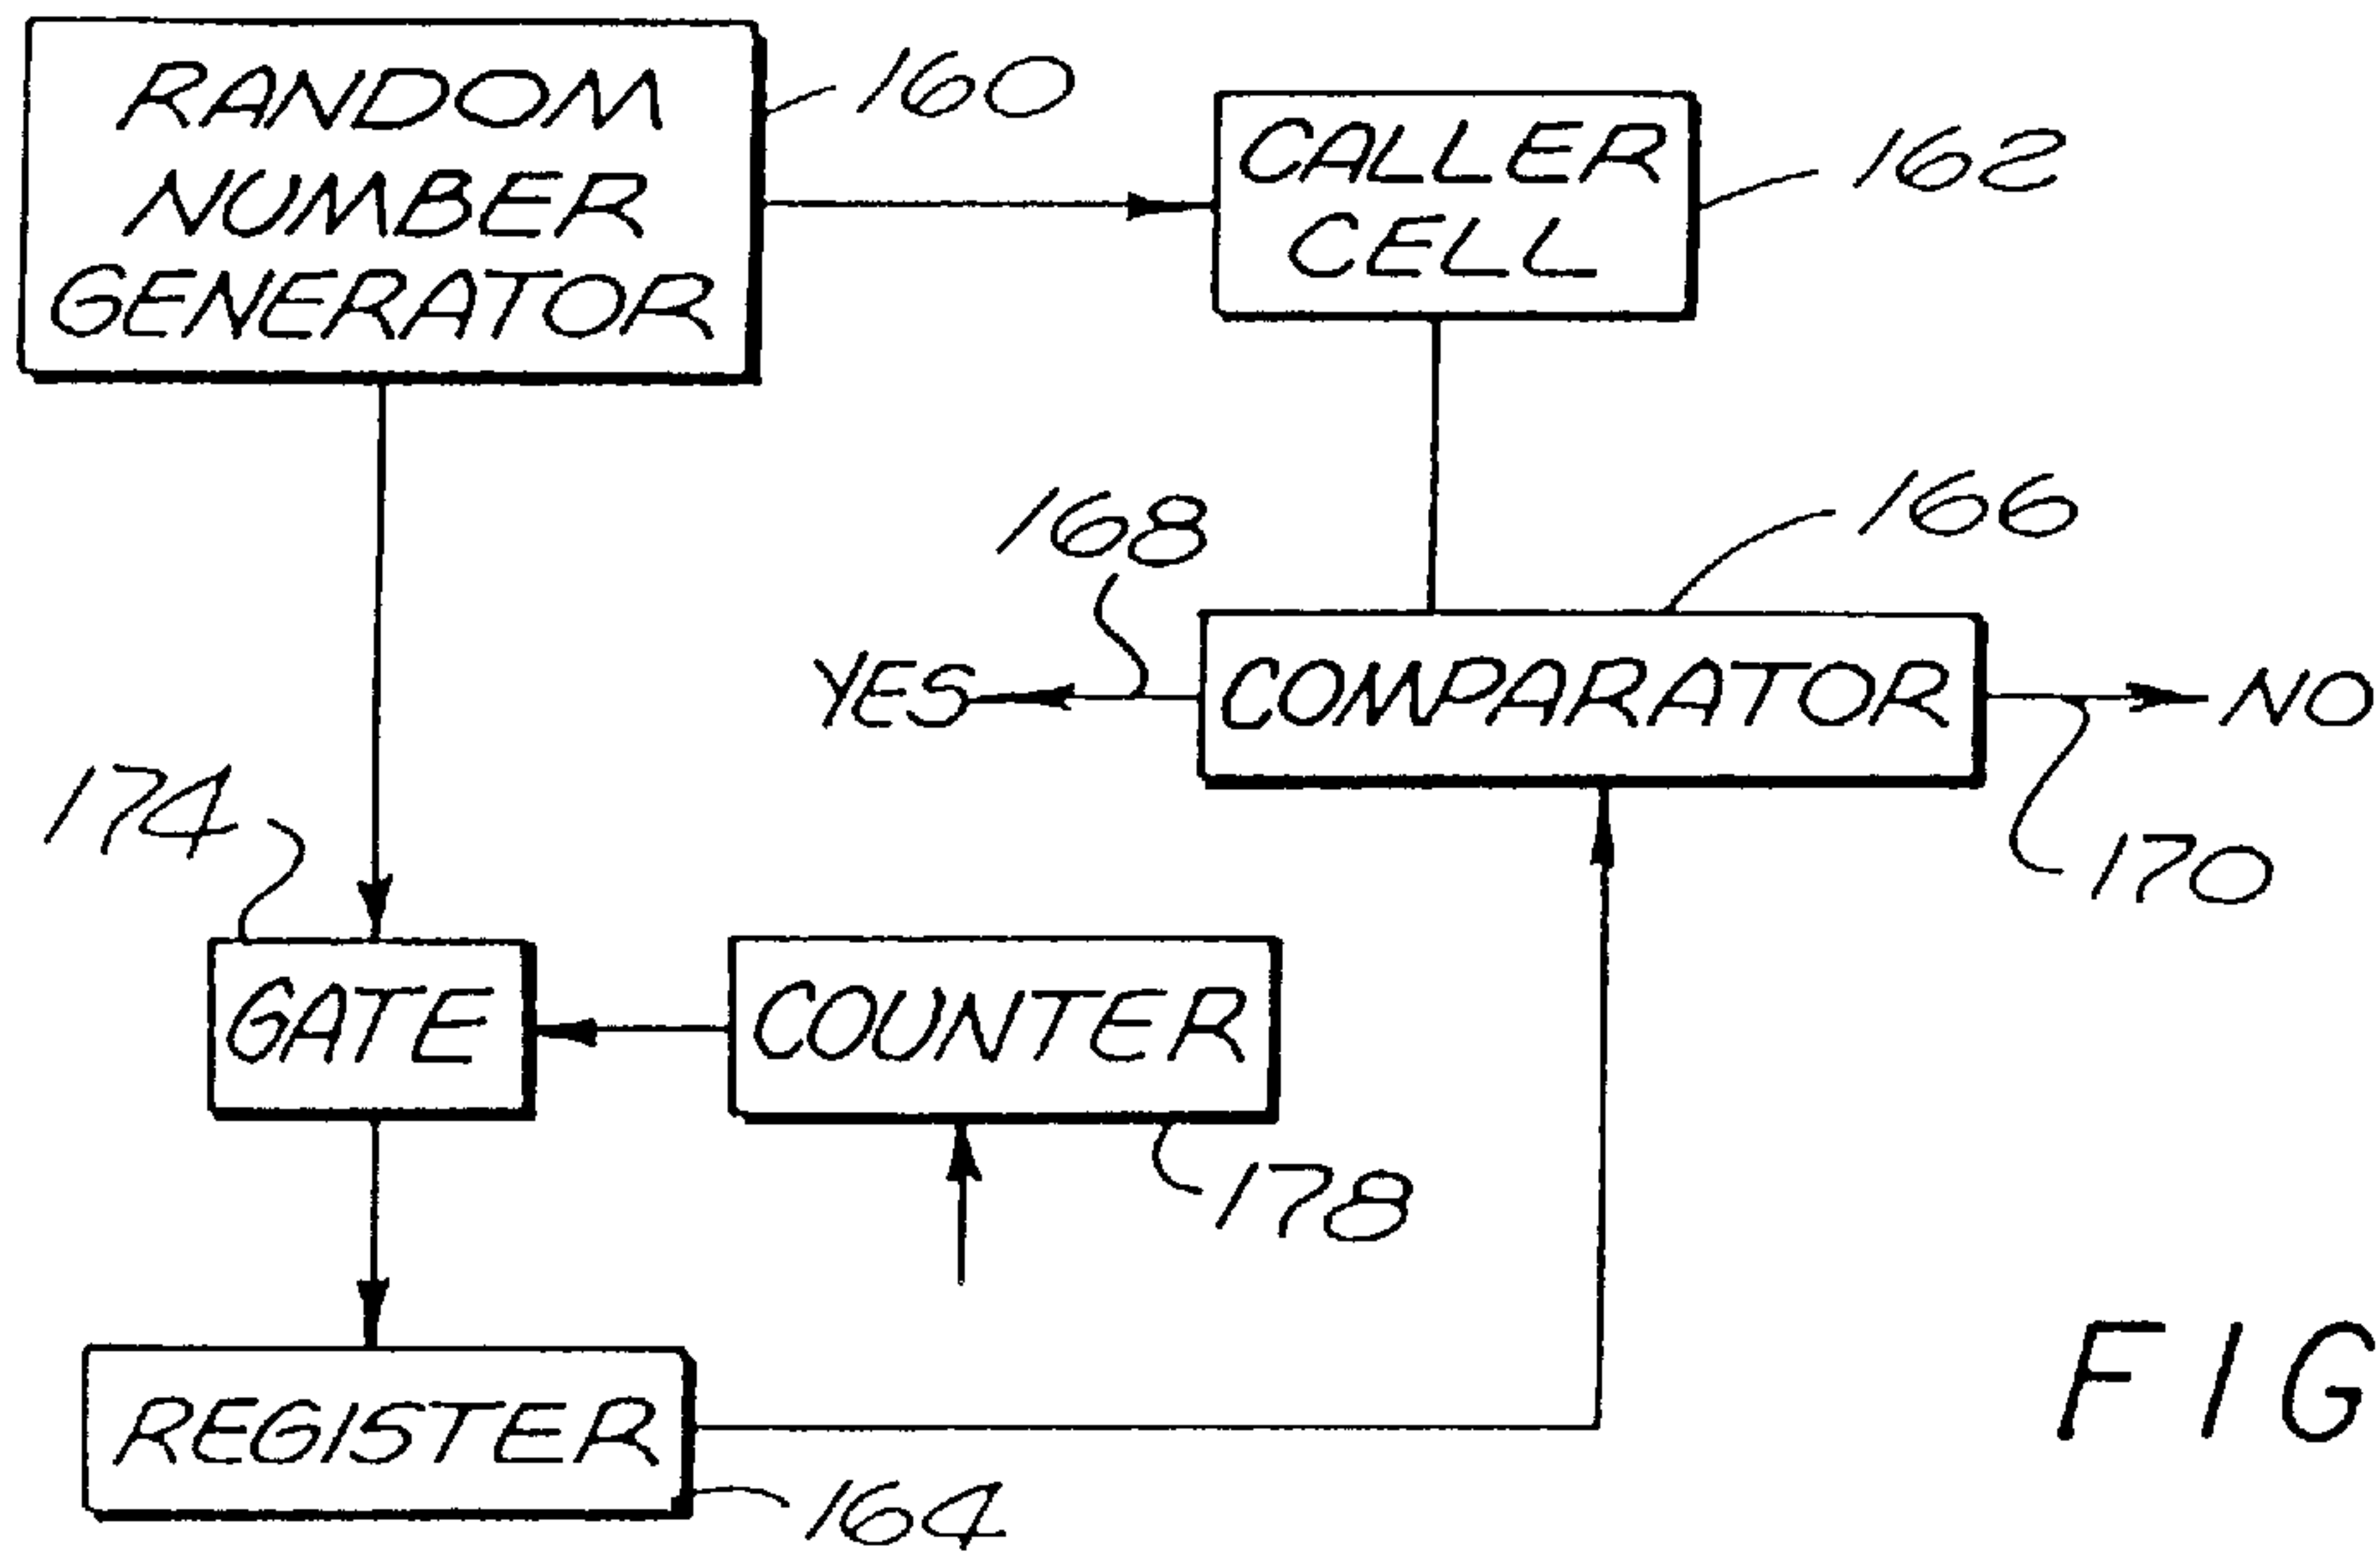 RANDOM
NUMBER
GENERATOR
160
CALLER
CELL
162
168
166
YES
COMPARATOR
NO
170
174
GATE
COUNTER
178
REGISTER
164
FIG